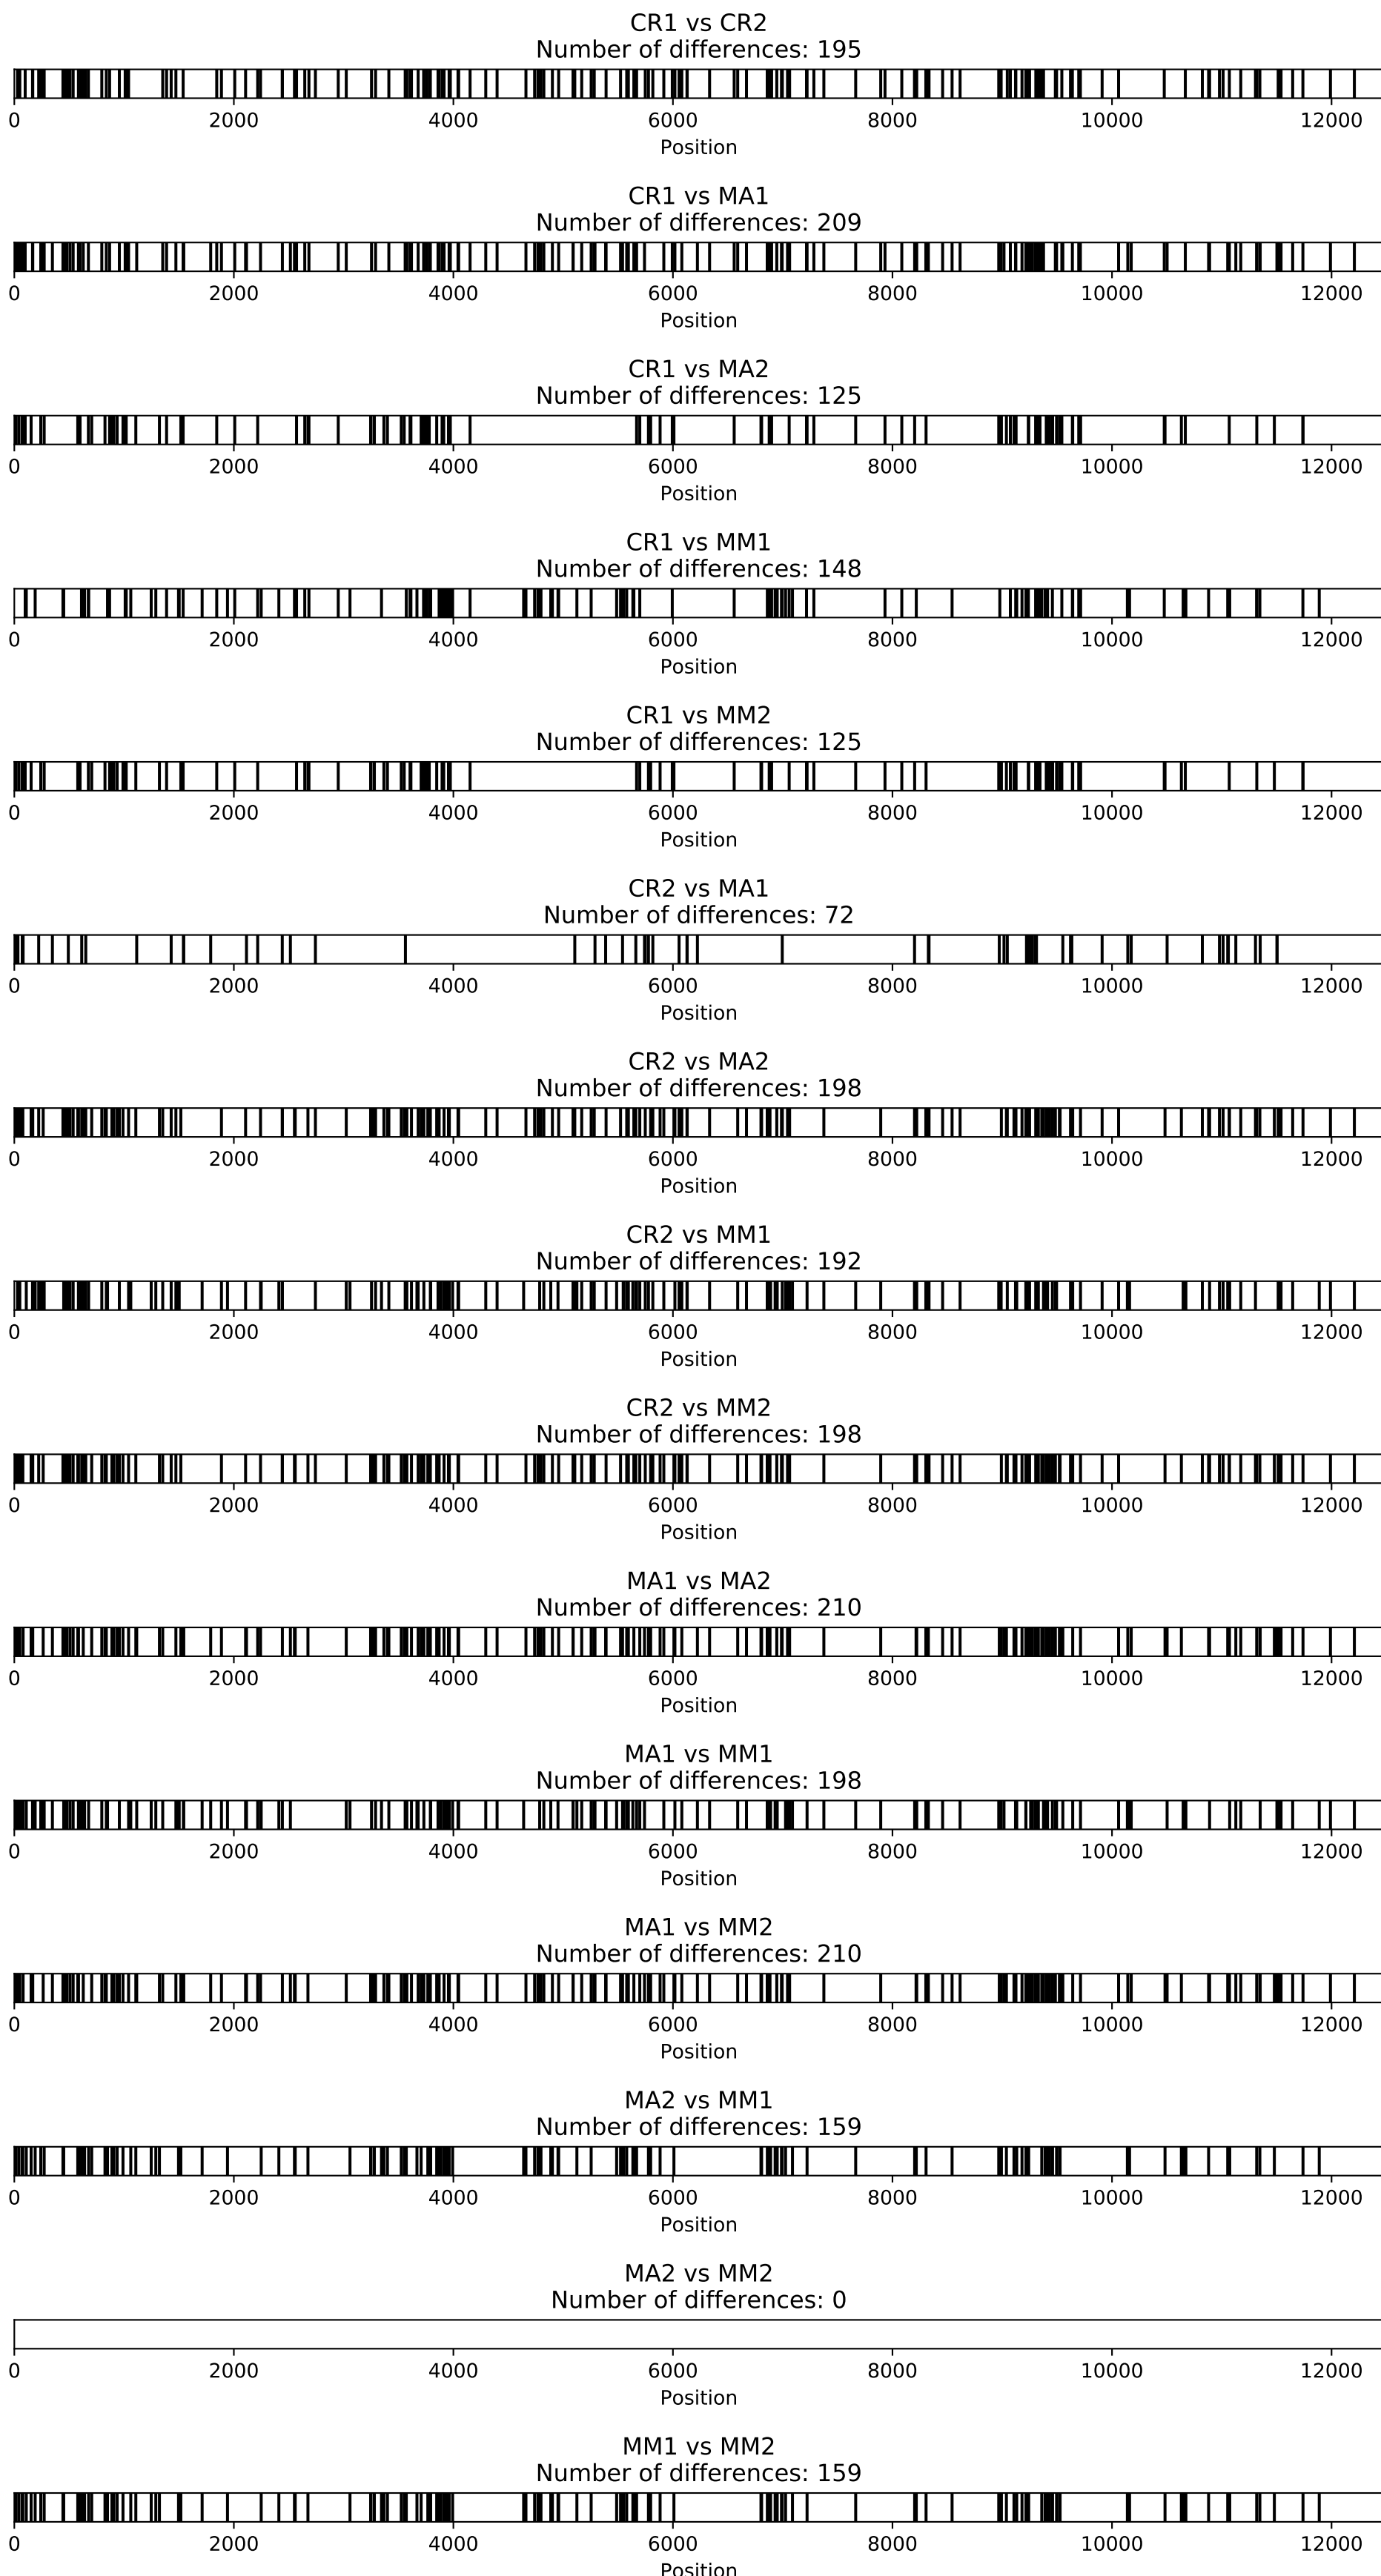 CR1 vs CR2
Number of differences: 195
0 2000 4000 6000 8000 10000 12000
Position
CR1 vs MA1
Number of differences: 209
0 2000 4000 6000 8000 10000 12000
Position
CR1 vs MA2
Number of differences: 125
0 2000 4000 6000 8000 10000 12000
Position
CR1 vs MM1
Number of differences: 148
0 2000 4000 6000 8000 10000 12000
Position
CR1 vs MM2
Number of differences: 125
0 2000 4000 6000 8000 10000 12000
Position
CR2 vs MA1
Number of differences: 72
0 2000 4000 6000 8000 10000 12000
Position
CR2 vs MA2
Number of differences: 198
0 2000 4000 6000 8000 10000 12000
Position
CR2 vs MM1
Number of differences: 192
0 2000 4000 6000 8000 10000 12000
Position
CR2 vs MM2
Number of differences: 198
0 2000 4000 6000 8000 10000 12000
Position
MA1 vs MA2
Number of differences: 210
0 2000 4000 6000 8000 10000 12000
Position
MA1 vs MM1
Number of differences: 198
0 2000 4000 6000 8000 10000 12000
Position
MA1 vs MM2
Number of differences: 210
0 2000 4000 6000 8000 10000 12000
Position
MA2 vs MM1
Number of differences: 159
0 2000 4000 6000 8000 10000 12000
Position
MA2 vs MM2
Number of differences: 0
0 2000 4000 6000 8000 10000 12000
Position
MM1 vs MM2
Number of differences: 159
0 2000 4000 6000 8000 10000 12000
Position